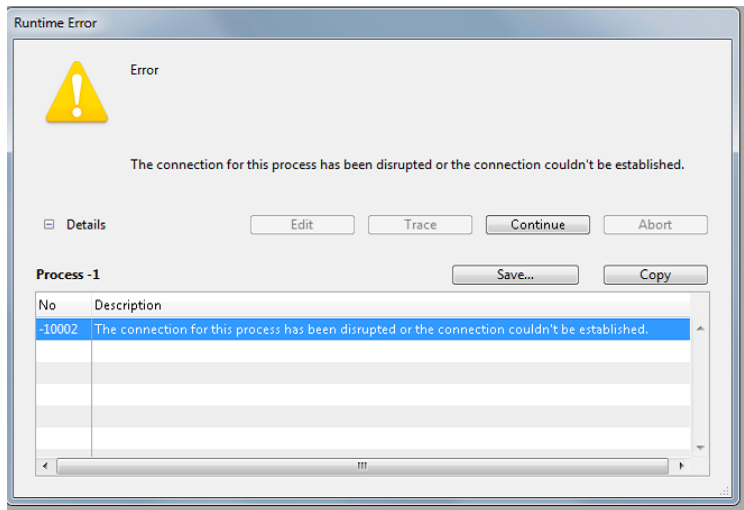 Runtime Error
Error
The connection for this process has been disrupted or the connection couldn't be established.
Details Edit Trace Continue Abort
Process -1 Save... Copy
No Description
-10002 The connection for this process has been disrupted or the connection couldn't be established.